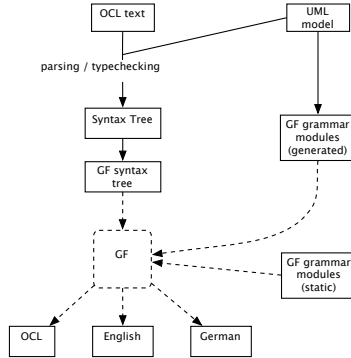 OCL text
UML
model
parsing / typechecking
Syntax Tree
GF grammar
modules
(generated)
GF syntax
tree
GF
GF grammar
modules
(static)
OCL
English
German